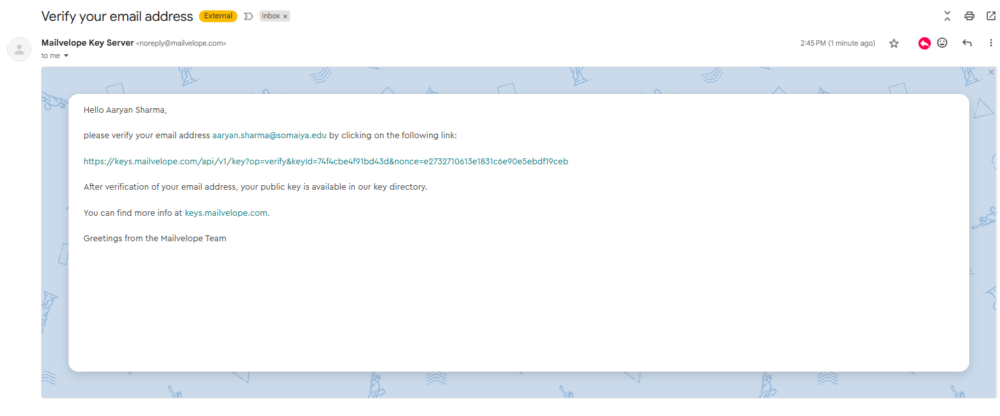 Verify your email address External Inbox ×
Mailvelope Key Server <noreply@mailvelope.com> 2:45 PM (1 minute ago)
to me
Hello Aaryan Sharma,
please verify your email address aaryan.sharma@somaiya.edu by clicking on the following link:
https://keys.mailvelope.com/api/v1/key?op=verify&keyId=74f4cbe4f91bd43d&nonce=e2732710613e1831c6e90e5ebdf19ceb
After verification of your email address, your public key is available in our key directory.
You can find more info at keys.mailvelope.com.
Greetings from the Mailvelope Team